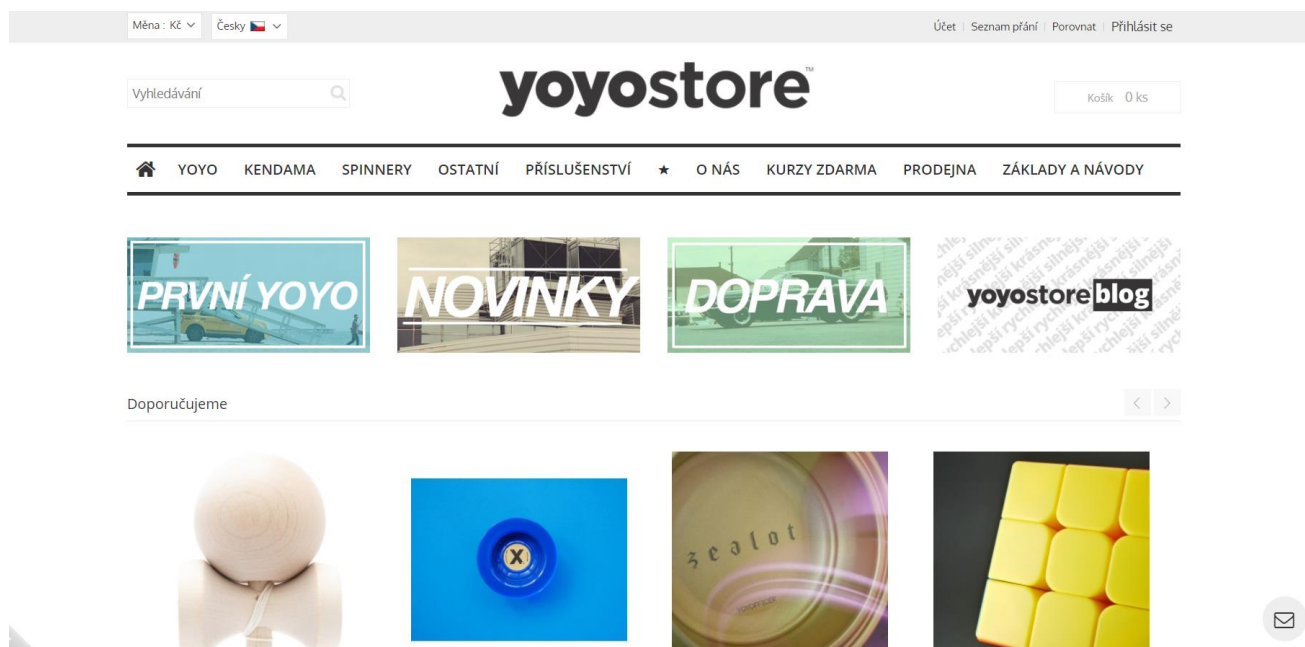 Měna : Kč
Česky
Účet
Seznam přání
Porovnat
Přihlásit se
Vyhledávání
yoyostore™
Košík 0 ks
YOYO
KENDAMA
SPINNERY
OSTATNÍ
PŘÍSLUŠENSTVÍ
★
O NÁS
KURZY ZDARMA
PRODEJNA
ZÁKLADY A NÁVODY
PRVNÍ YOYO
NOVINKY
DOPRAVA
yoyostore blog
Doporučujeme
X
zealot